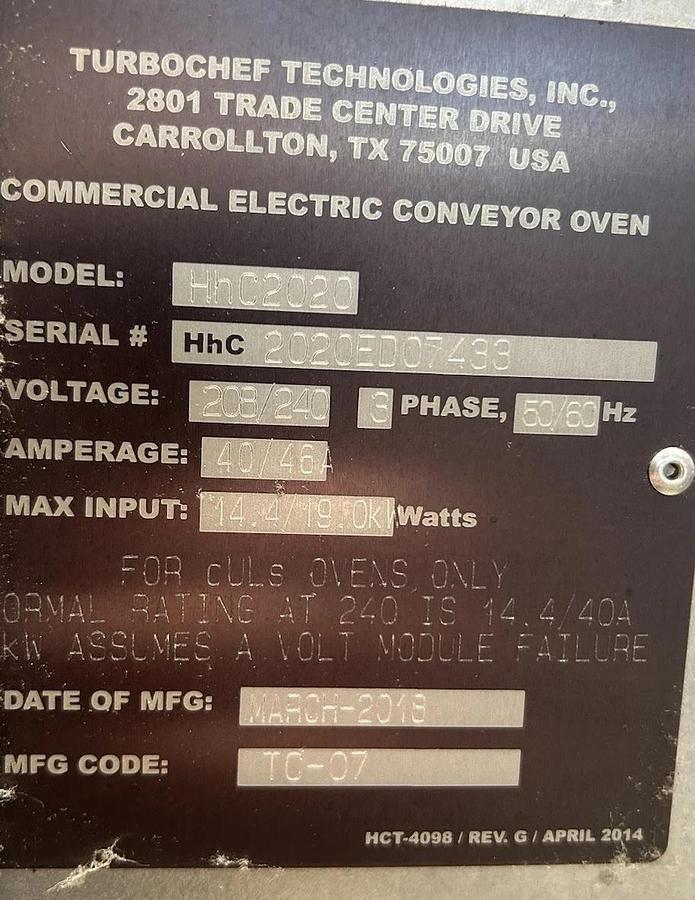 TURBOCHEF TECHNOLOGIES, INC.,
2801 TRADE CENTER DRIVE
CARROLLTON, TX 75007 USA
COMMERCIAL ELECTRIC CONVEYOR OVEN
MODEL: HhC2020
SERIAL # HhC 2020ED07433
VOLTAGE: 208/240 3 PHASE, 50/60 Hz
AMPERAGE: 40/46A
MAX INPUT: 14.4/19.0kW Watts
FOR cULs OVENS ONLY
ORMAL RATING AT 240 IS 14.4/40A
kW ASSUMES A VOLT MODULE FAILURE
DATE OF MFG: MARCH-2018
MFG CODE: TC-07
HCT-4098 / REV. G / APRIL 2014